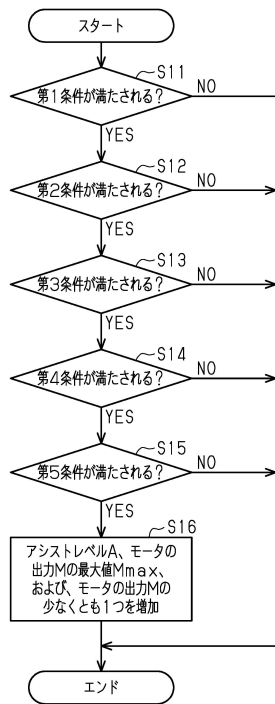 スタート
S11
第1条件が満たされる?
NO
YES
S12
第2条件が満たされる?
NO
YES
S13
第3条件が満たされる?
NO
YES
S14
第4条件が満たされる?
NO
YES
S15
第5条件が満たされる?
NO
YES
S16
アシストレベルA、モータの
出力Mの最大値Mmax、
および、モータの出力Mの
少なくとも1つを増加
エンド